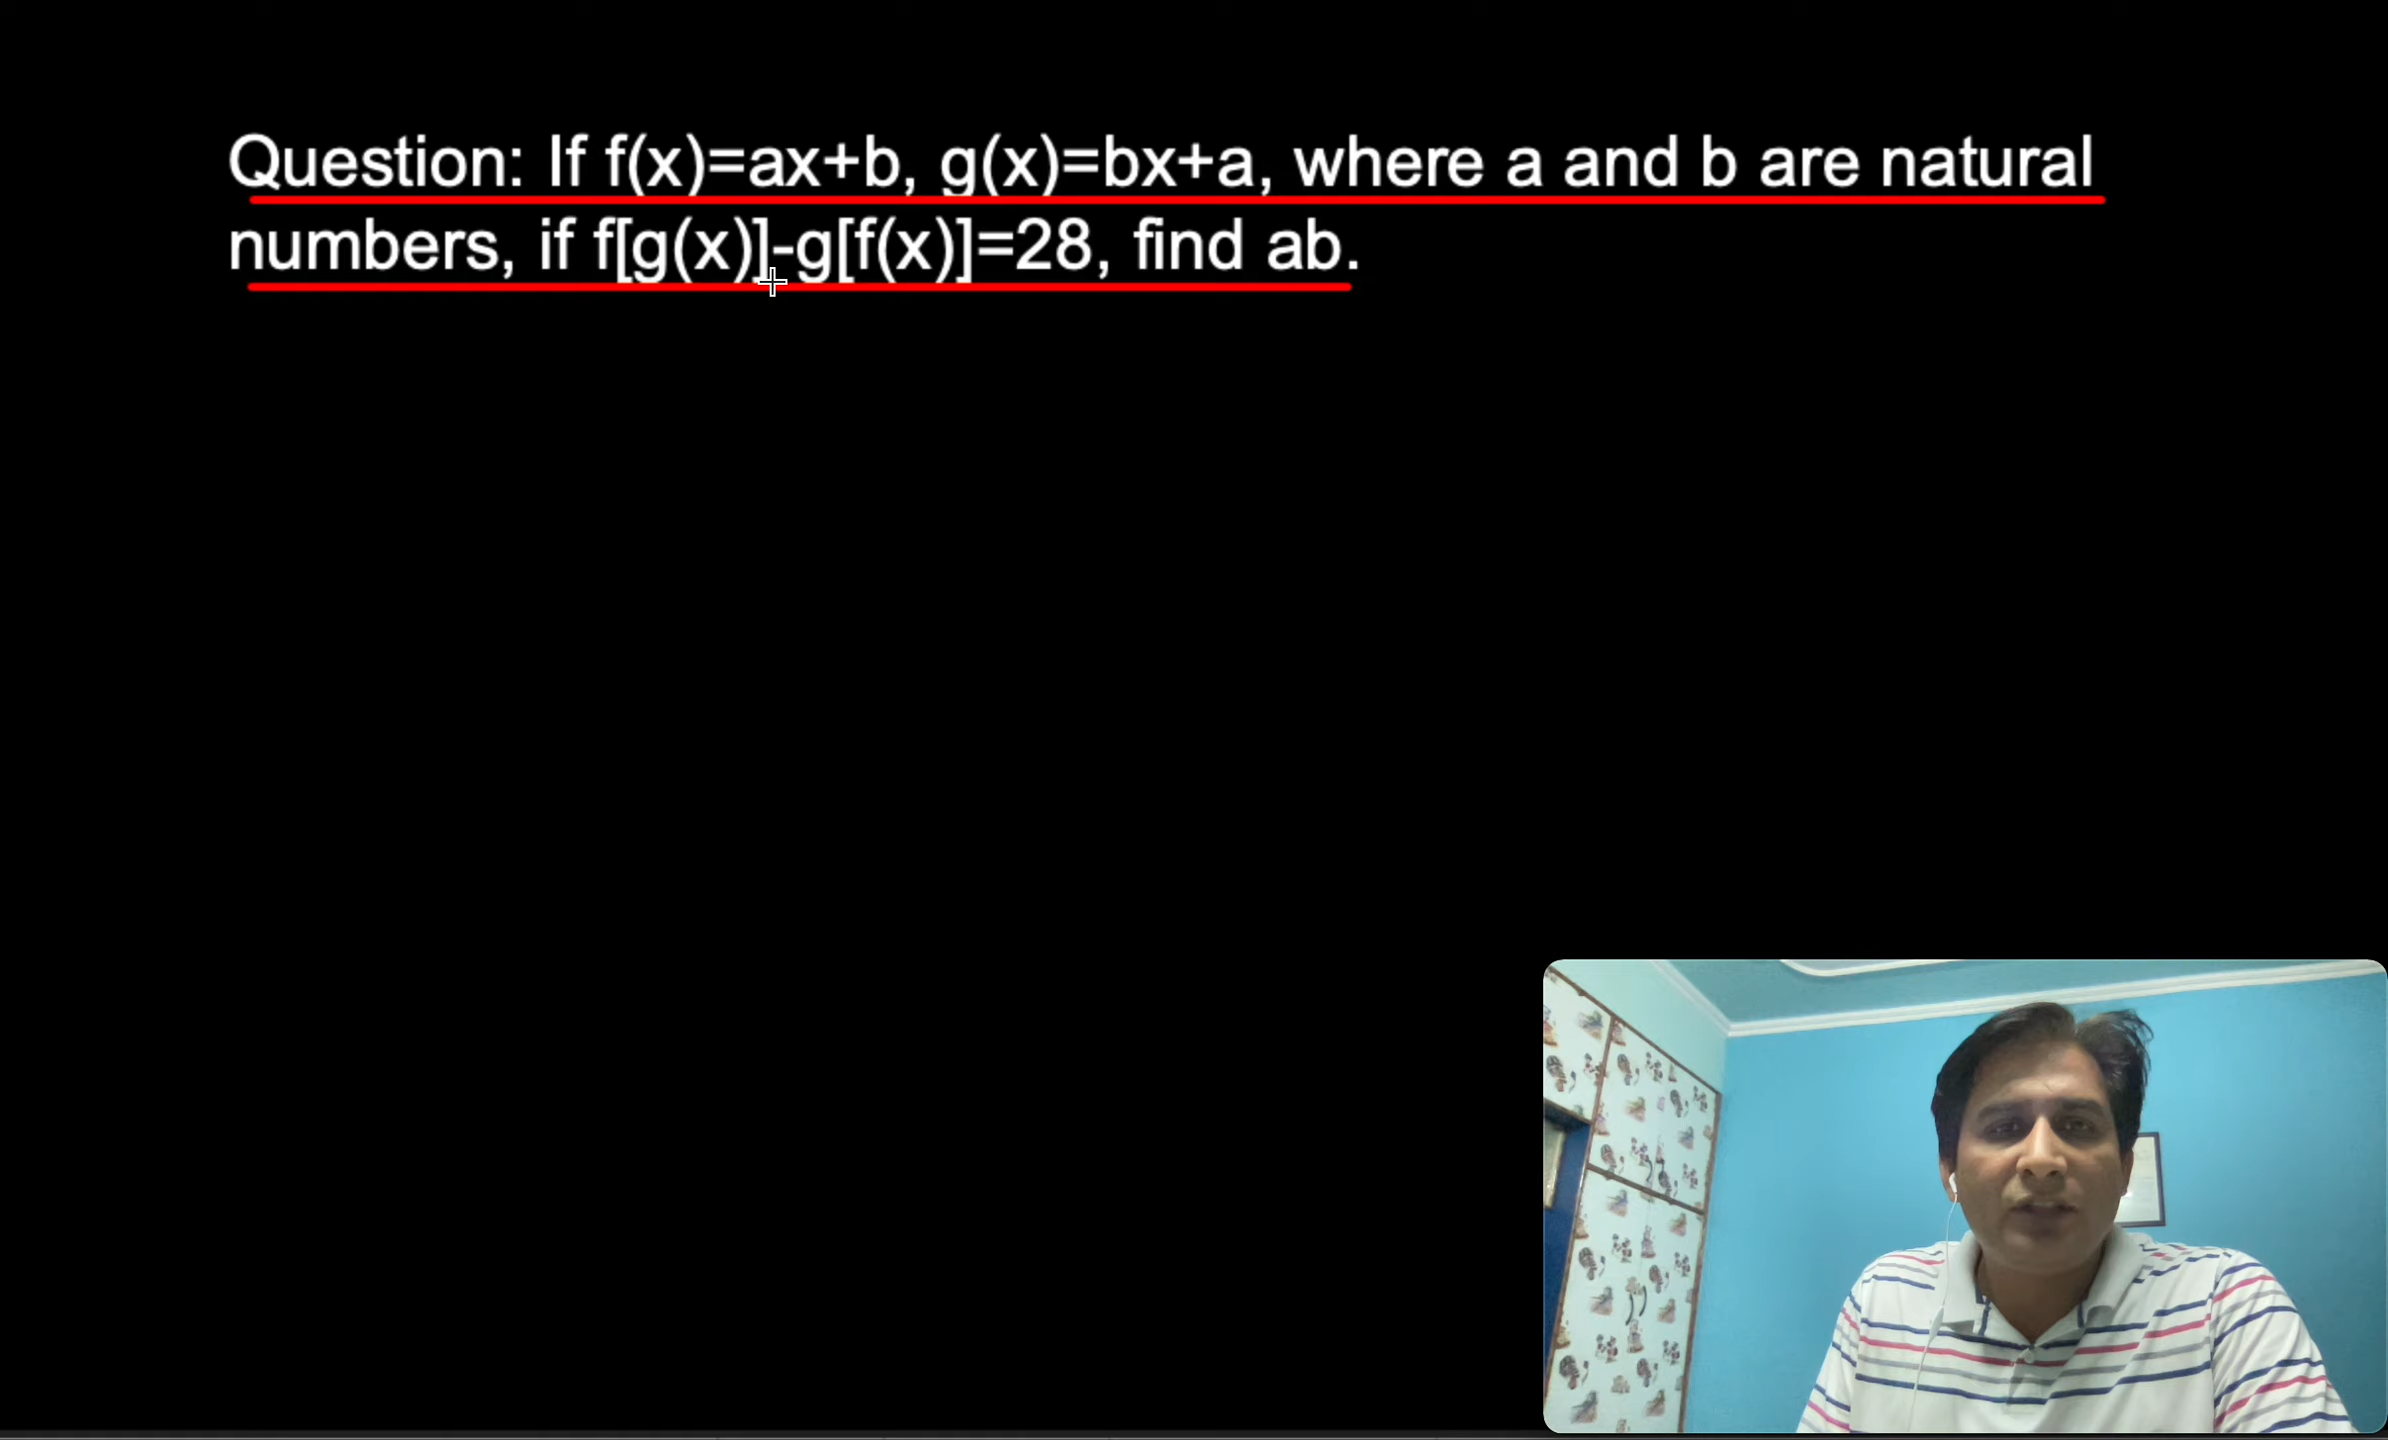 Question: If f(x)=ax+b, g(x)=bx+a, where a and b are natural
numbers, if f[g(x)]-g[f(x)]=28, find ab.